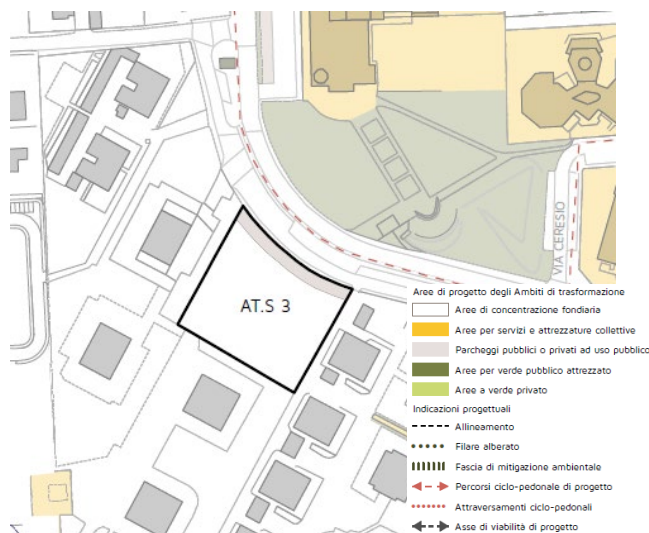 AT.S 3
VIA CERESIO
Aree di progetto degli Ambiti di trasformazione
Aree di concentrazione fondiaria
Aree per servizi e attrezzature collettive
Parcheggi pubblici o privati ad uso pubblico
Aree per verde pubblico attrezzato
Aree a verde privato
Indicazioni progettuali
Allineamento
Filare alberato
Fascia di mitigazione ambientale
Percorsi ciclo-pedonale di progetto
Attraversamenti ciclo-pedonali
Asse di viabilità di progetto